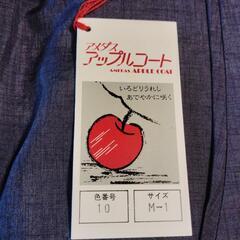 アメダス
アップルコート
AMEDAS APPLE COAT
いろどりうれし
あでやかに咲く
色番号
サイズ
10
M-1